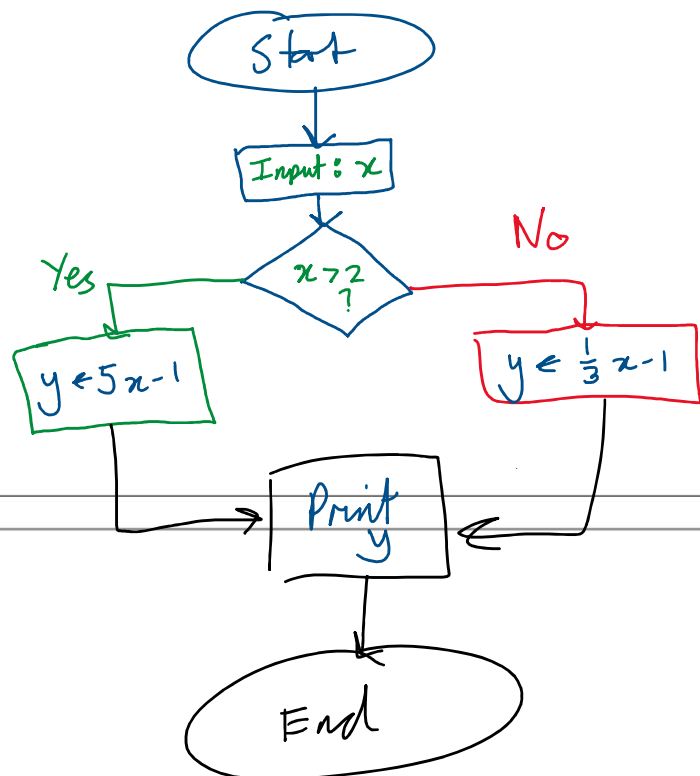 Start
Input: x
x>2
?
Yes
No
y ← 5x-1
y ← 1/3 x-1
Print
y
End